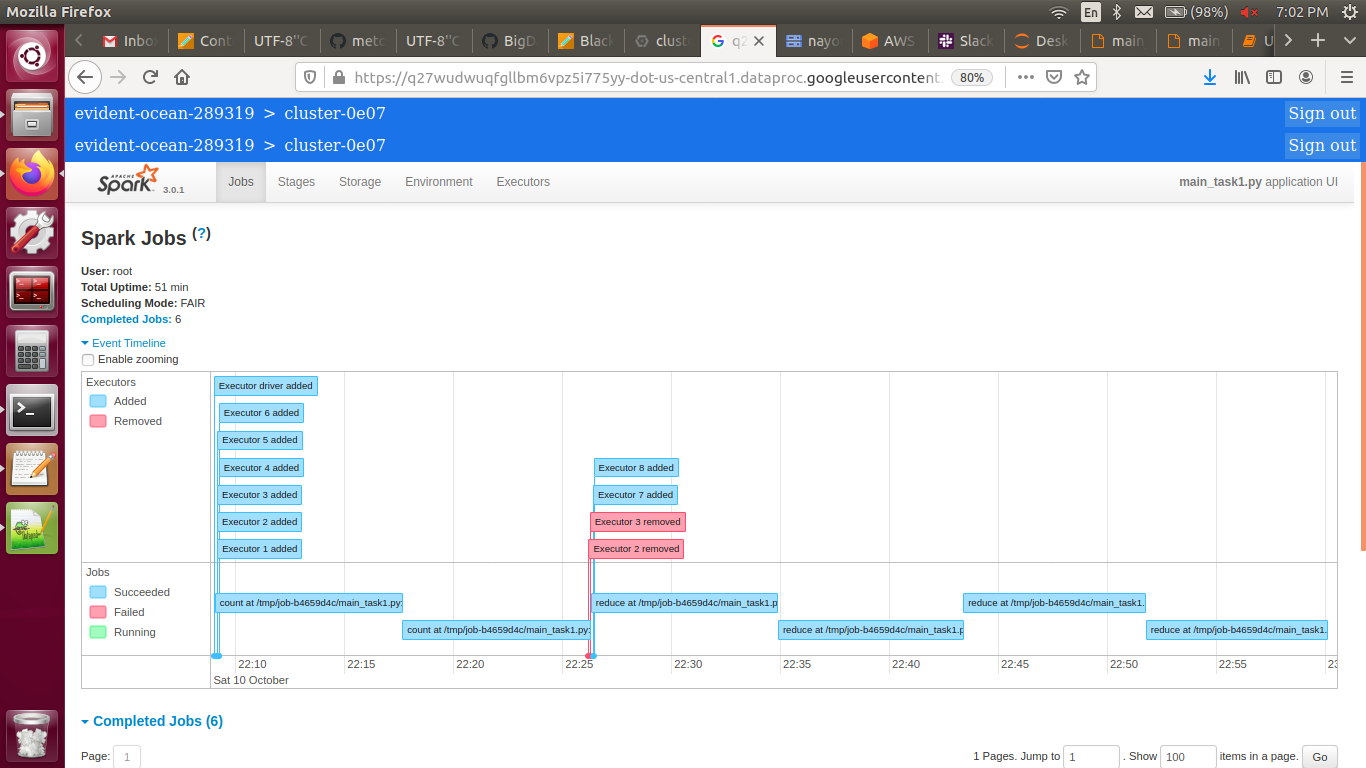 Mozilla Firefox
En
(98%)
7:02 PM
Inbo
Cont
UTF-8''C
metc
UTF-8''C
BigD
Black
clust
q2
nayo
AWS
Slack
Desk
main
main
U
https://q27wudwuqfgllbm6vpz5i775yy-dot-us-central1.dataproc.googleusercontent.
80%
evident-ocean-289319 > cluster-0e07
Sign out
evident-ocean-289319 > cluster-0e07
Sign out
APACHE Spark 3.0.1
Jobs
Stages
Storage
Environment
Executors
main_task1.py application UI
Spark Jobs (?)
User: root
Total Uptime: 51 min
Scheduling Mode: FAIR
Completed Jobs: 6
Event Timeline
Enable zooming
Executors
Added
Removed
Executor driver added
Executor 6 added
Executor 5 added
Executor 4 added
Executor 3 added
Executor 2 added
Executor 1 added
Executor 8 added
Executor 7 added
Executor 3 removed
Executor 2 removed
Jobs
Succeeded
Failed
Running
count at /tmp/job-b4659d4c/main_task1.py:
reduce at /tmp/job-b4659d4c/main_task1.p
reduce at /tmp/job-b4659d4c/main_task1.
count at /tmp/job-b4659d4c/main_task1.py:
reduce at /tmp/job-b4659d4c/main_task1.p
reduce at /tmp/job-b4659d4c/main_task1.
22:10
22:15
22:20
22:25
22:30
22:35
22:40
22:45
22:50
22:55
Sat 10 October
Completed Jobs (6)
Page: 1
1 Pages. Jump to 1 . Show 100 items in a page. Go